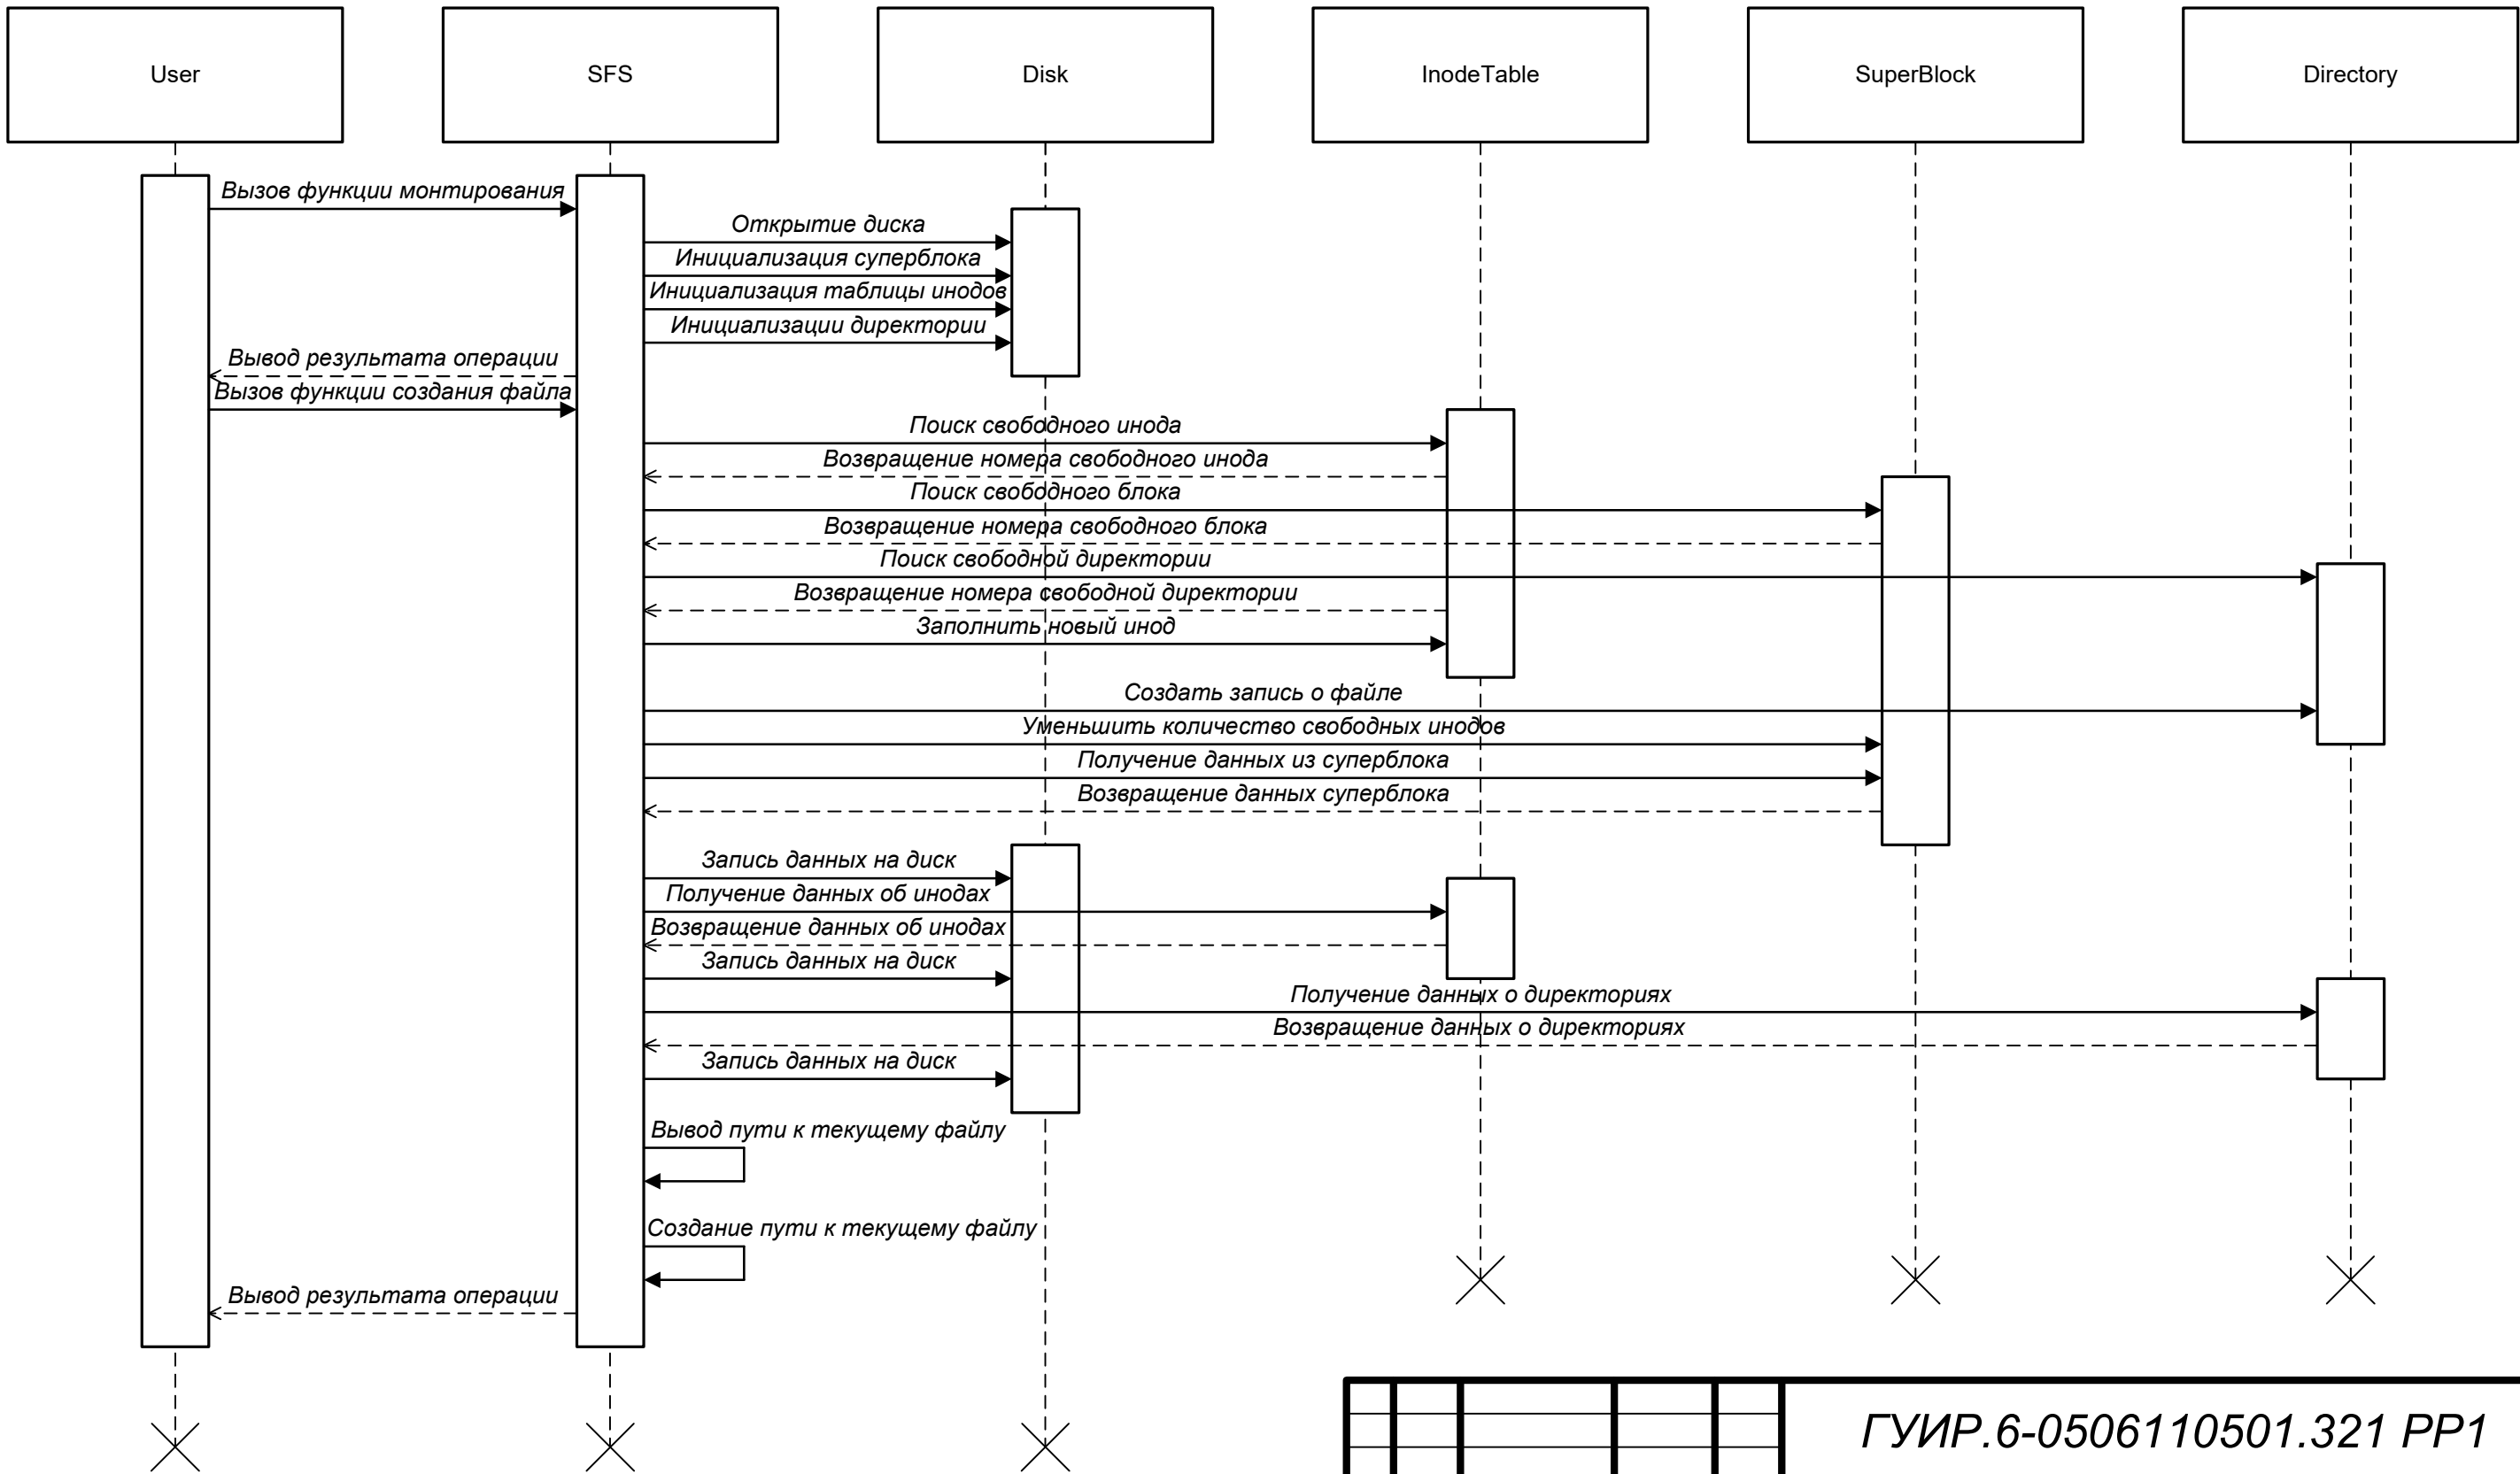 User
SFS
Disk
InodeTable
SuperBlock
Directory
Вызов функции монтирования
Открытие диска
Инициализация суперблока
Инициализация таблицы инодов
Инициализации директории
Вывод результата операции
Вызов функции создания файла
Поиск свободного инода
Возвращение номера свободного инода
Поиск свободного блока
Возвращение номера свободного блока
Поиск свободной директории
Возвращение номера свободной директории
Заполнить новый инод
Создать запись о файле
Уменьшить количество свободных инодов
Получение данных из суперблока
Возвращение данных суперблока
Запись данных на диск
Получение данных об инодах
Возвращение данных об инодах
Запись данных на диск
Получение данных о директориях
Возвращение данных о директориях
Запись данных на диск
Вывод пути к текущему файлу
Создание пути к текущему файлу
Вывод результата операции
ГУИР.6-0506110501.321 РР1